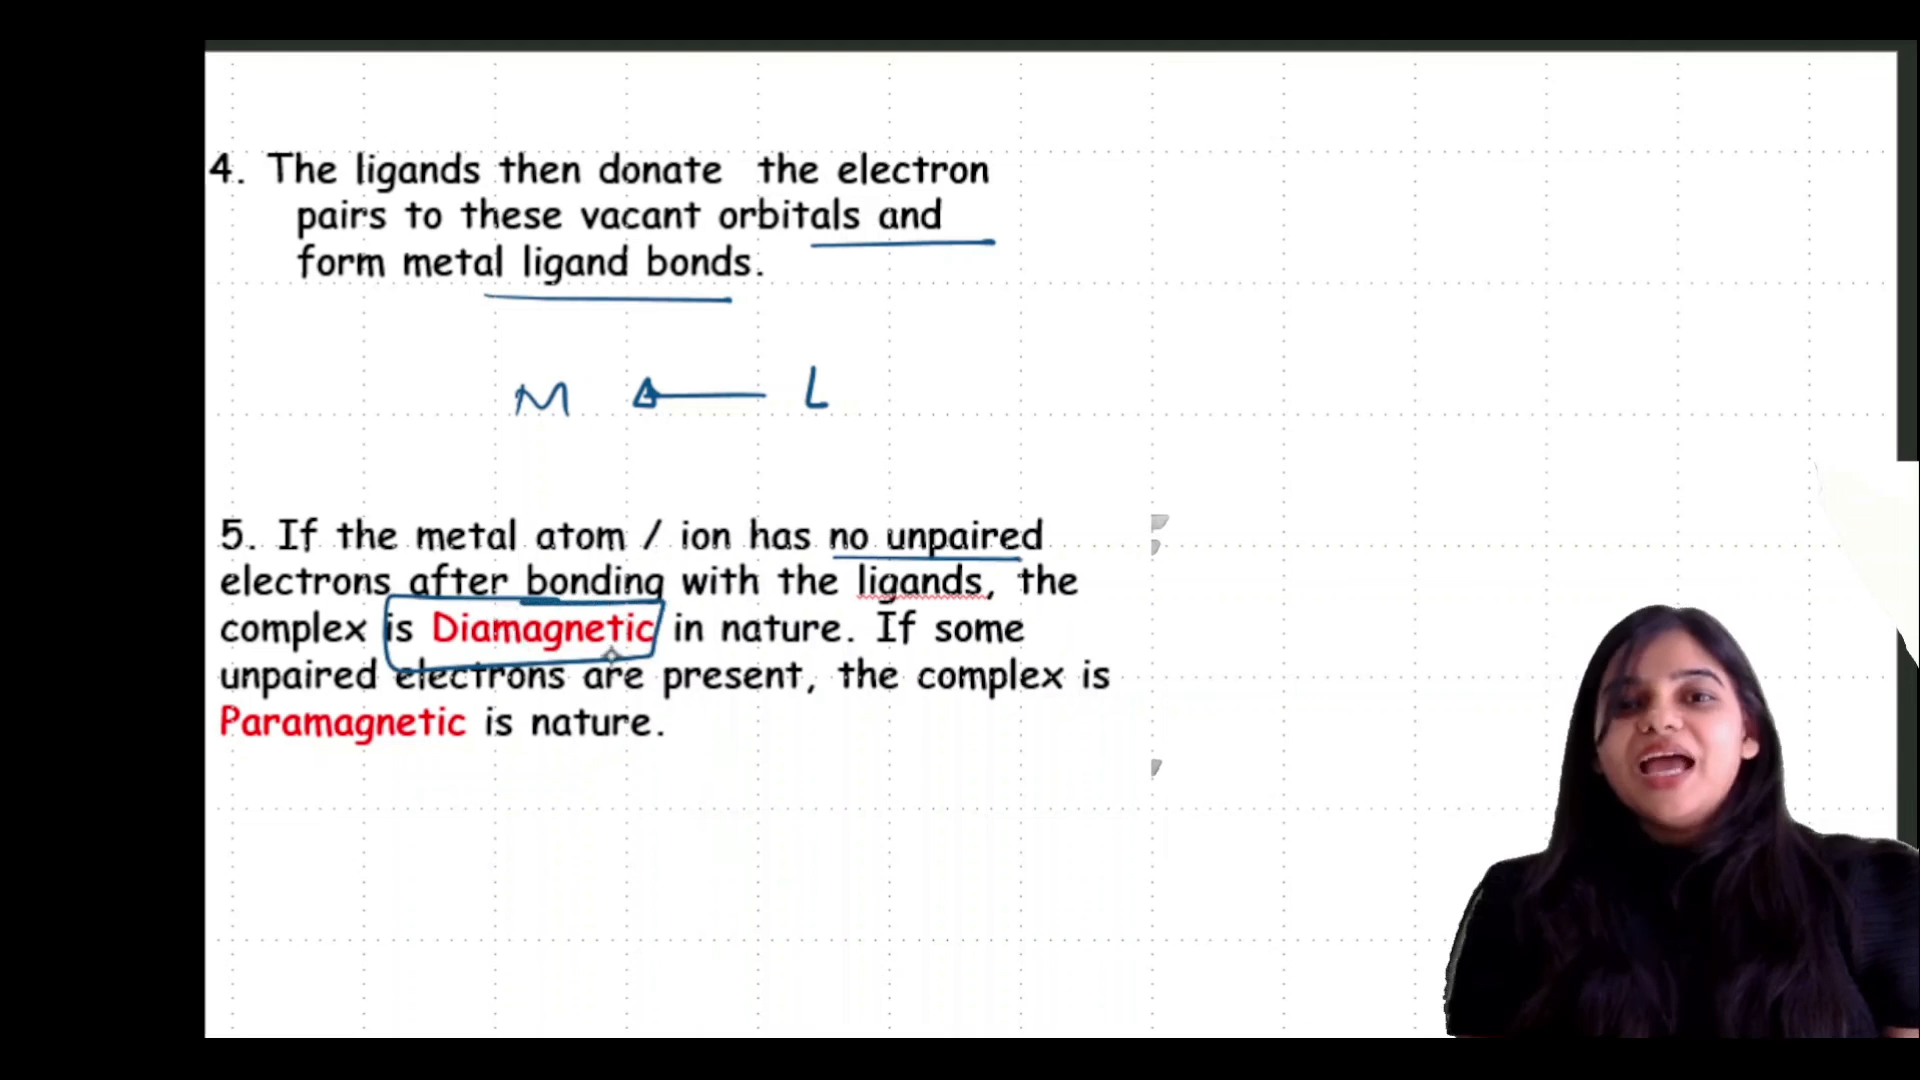 4. The ligands then donate the electron
pairs to these vacant orbitals and
form metal ligand bonds.
M L
5. If the metal atom / ion has no unpaired
electrons after bonding with the ligands, the
complex is Diamagnetic in nature. If some
unpaired electrons are present, the complex is
Paramagnetic is nature.